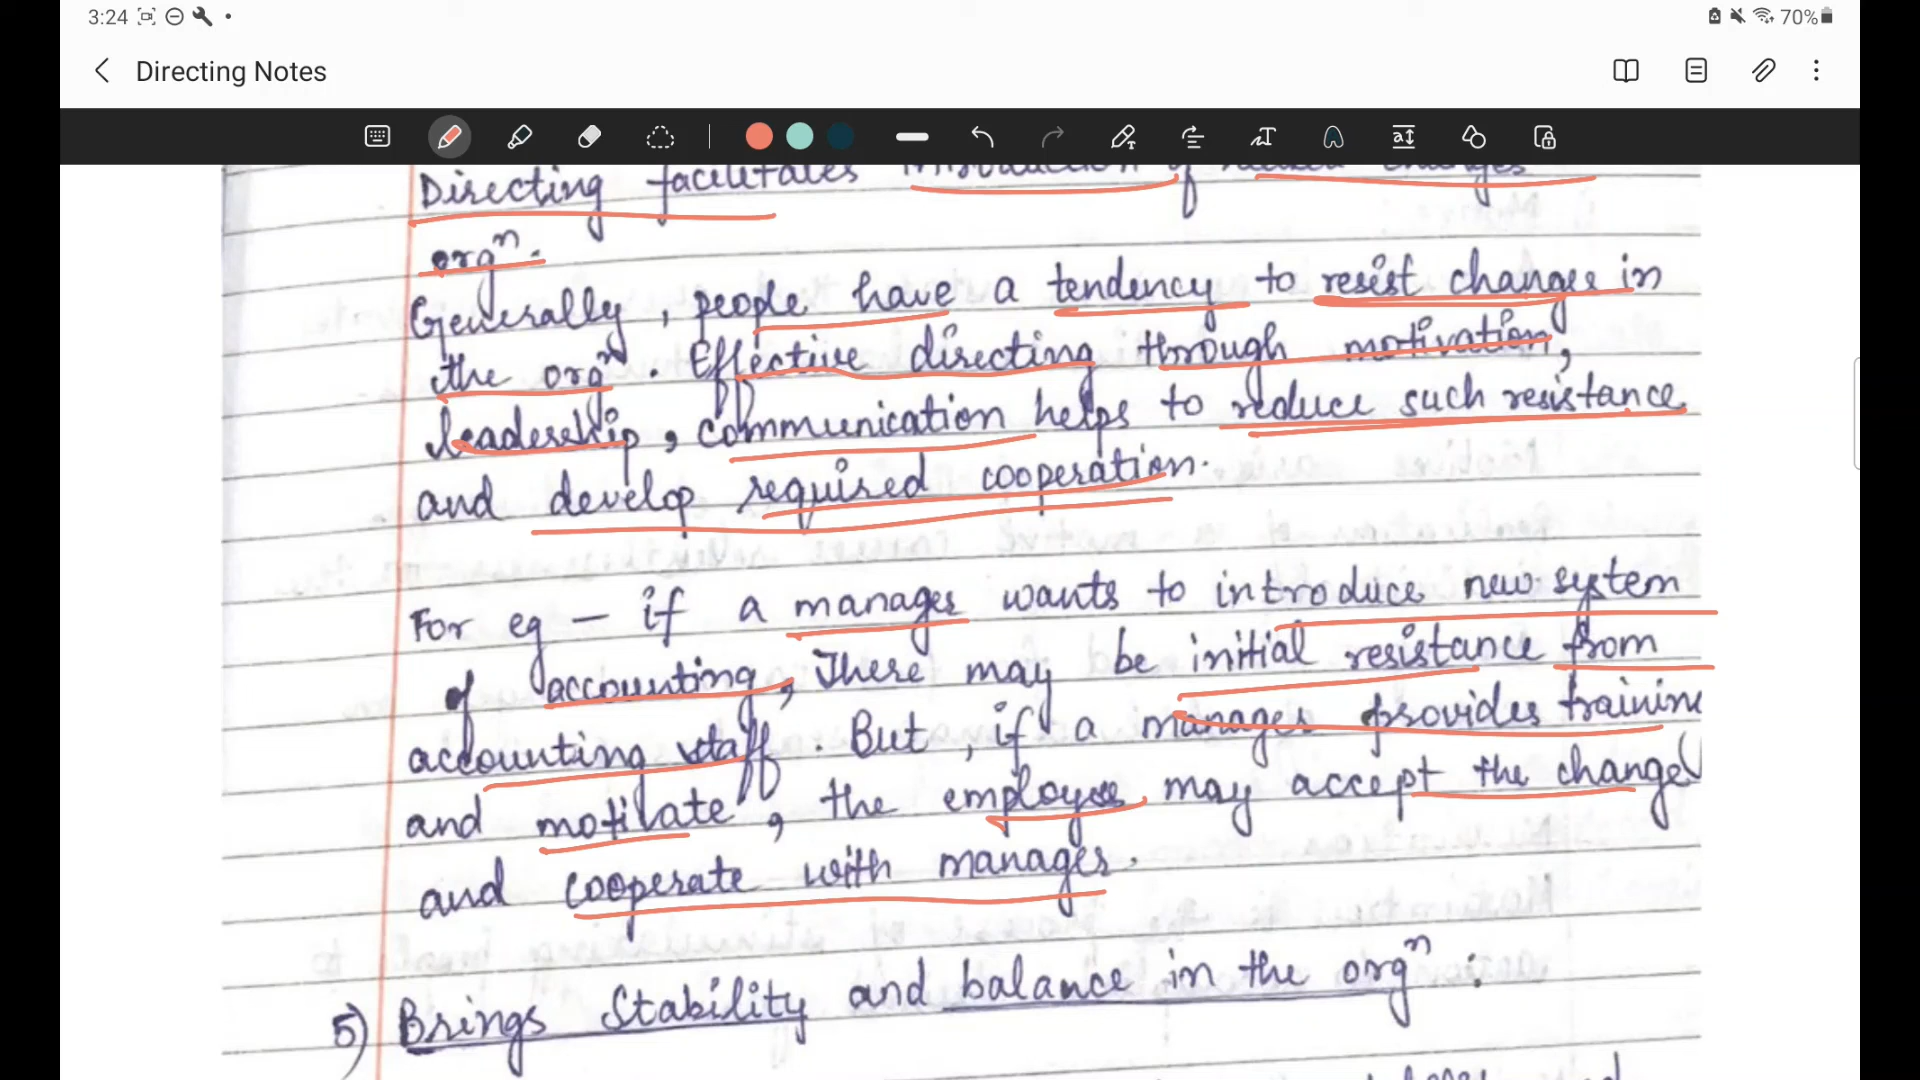 3:24
70%
Directing Notes
Directing facilitates introduction of needed changes
orgⁿ.
Generally, people have a tendency to resist changes in
the orgⁿ. Effective directing through motivation,
leadership, communication helps to reduce such resistance
and develop required cooperation.
For eg – if a manager wants to introduce new system
of accounting, There may be initial resistance from
accounting staff. But, if a manager provides training
and motivate, the employees may accept the change
and cooperate with manager.
5) Brings Stability and balance in the orgⁿ :